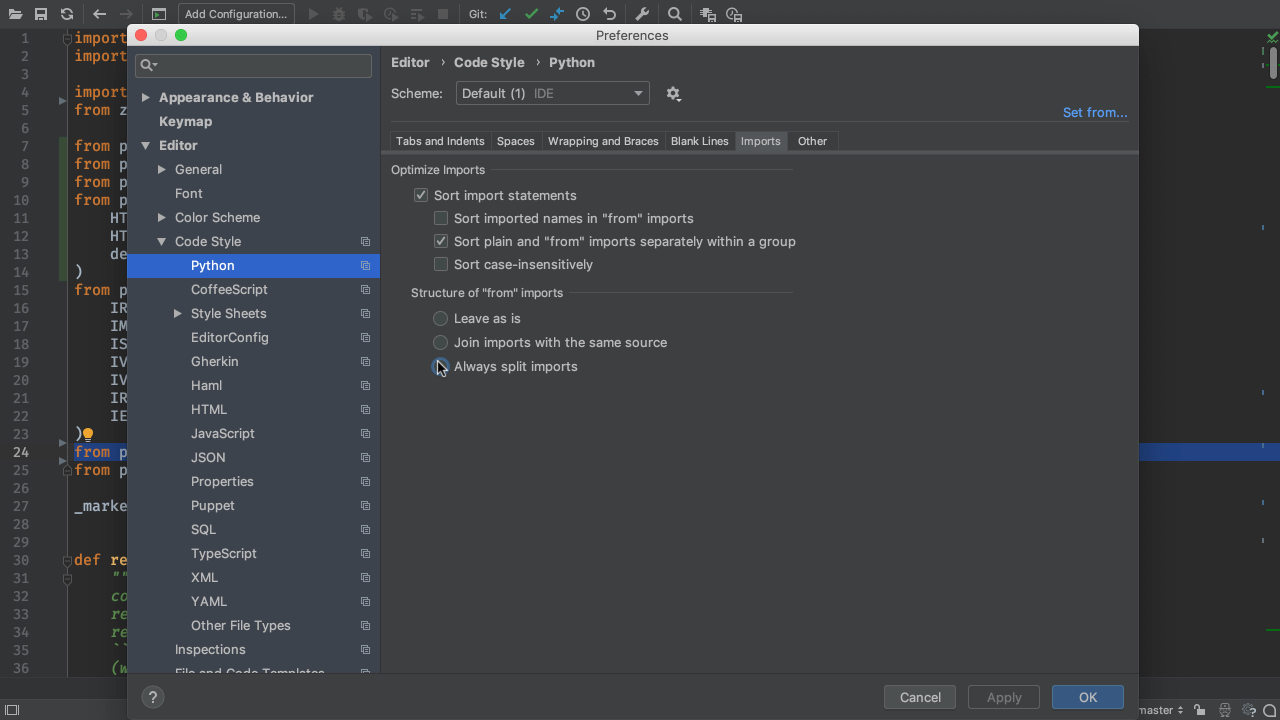 Add Configuration...
Git:
Preferences
1 import
2 import
3
4 import
5 from z
6
7 from p
8 from p
9 from p
10 from p
11 HT
12 HT
13 de
14 )
15 from p
16 IR
17 IM
18 IS
19 IV
20 IV
21 IR
22 IE
23 )
24 from p
25 from p
26
27 _marke
28
29
30 def re
31 ""
32 co
33 re
34 re
35 ``
36 (w
Appearance & Behavior
Keymap
Editor
General
Font
Color Scheme
Code Style
Python
CoffeeScript
Style Sheets
EditorConfig
Gherkin
Haml
HTML
JavaScript
JSON
Properties
Puppet
SQL
TypeScript
XML
YAML
Other File Types
Inspections
File and Code Templates
Editor › Code Style › Python
Scheme: Default (1) IDE
Set from...
Tabs and Indents Spaces Wrapping and Braces Blank Lines Imports Other
Optimize Imports
Sort import statements
Sort imported names in "from" imports
Sort plain and "from" imports separately within a group
Sort case-insensitively
Structure of "from" imports
Leave as is
Join imports with the same source
Always split imports
? Cancel Apply OK
master